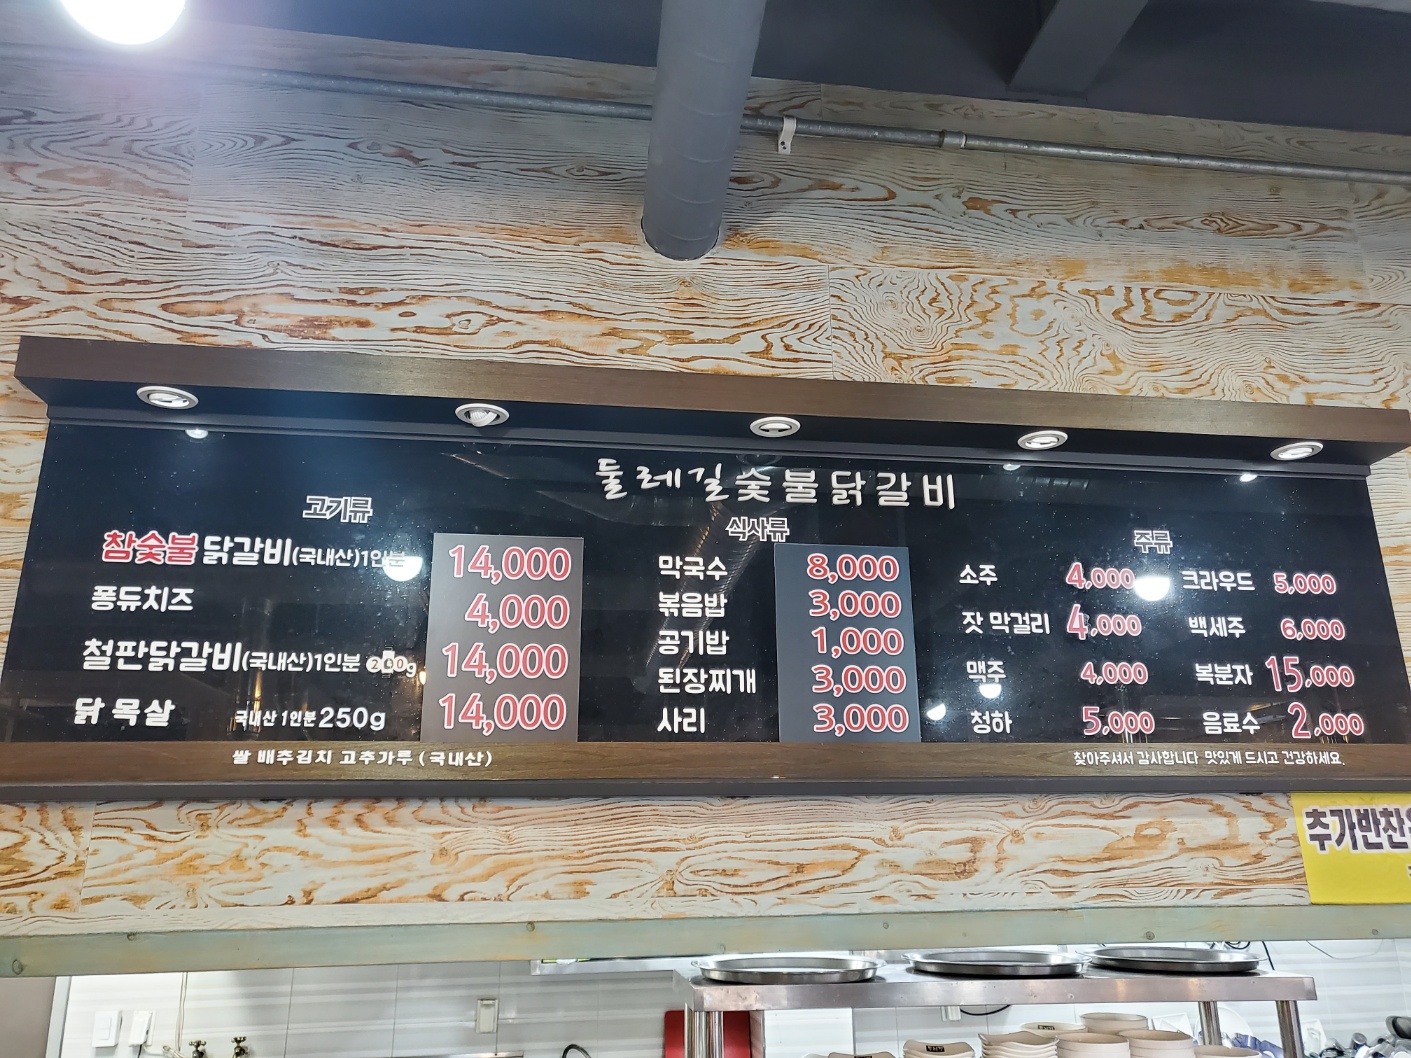 둘레길숯불닭갈비
고기류
참숯불 닭갈비(국내산)1인분 14,000
퐁듀치즈 4,000
철판닭갈비(국내산)1인분 200g 14,000
닭목살 국내산 1인분 250g 14,000
식사류
막국수 8,000
볶음밥 3,000
공기밥 1,000
된장찌개 3,000
사리 3,000
주류
소주 4,000 크라우드 5,000
잣 막걸리 4,000 백세주 6,000
맥주 4,000 복분자 15,000
청하 5,000 음료수 2,000
쌀 배추김치 고추가루 (국내산)
찾아주셔서 감사합니다 맛있게 드시고 건강하세요.
추가반찬